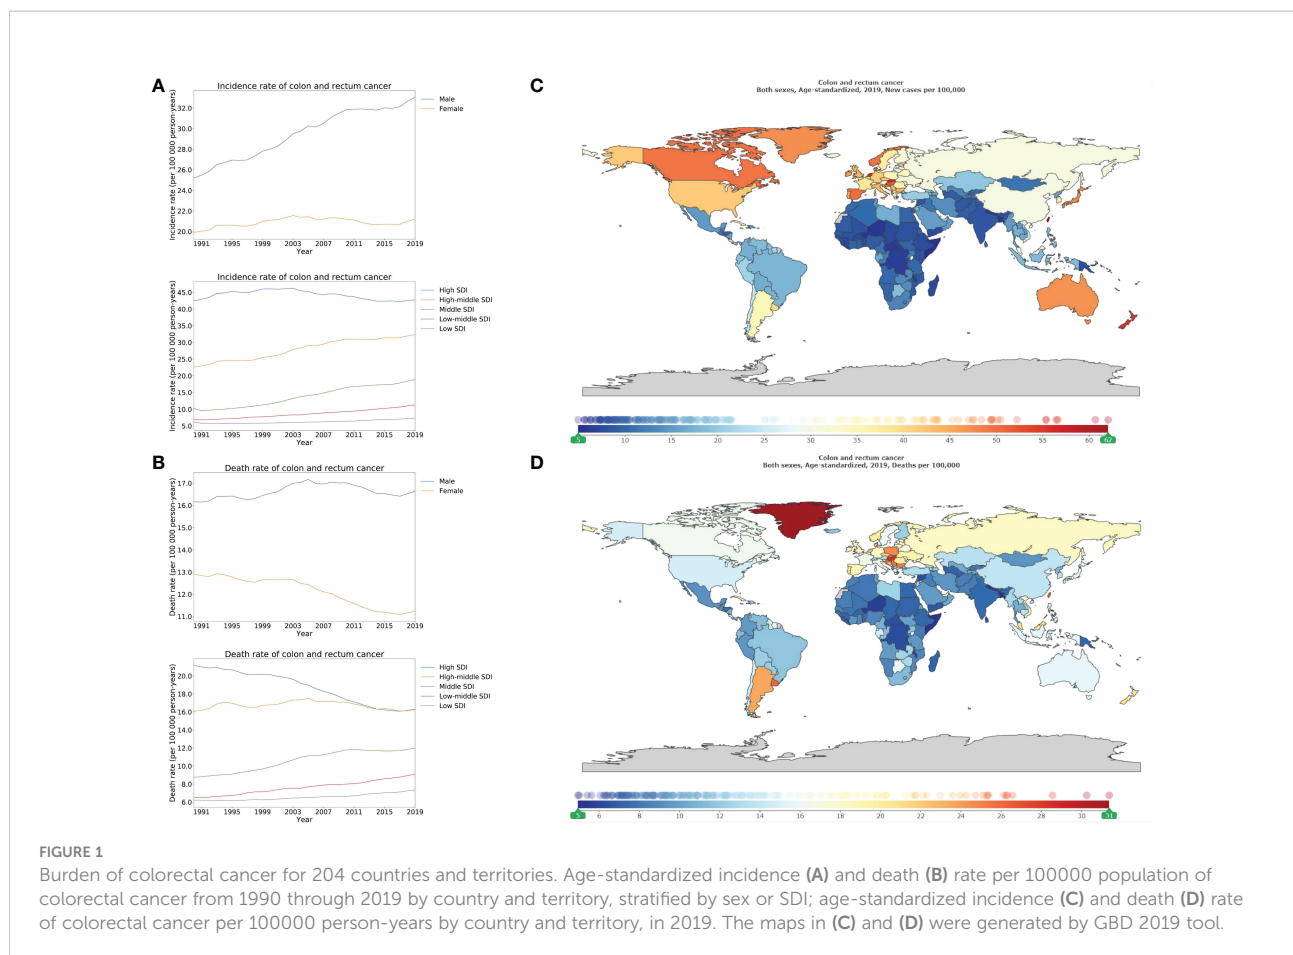 A
Incidence rate of colon and rectum cancer
Incidence rate (per 100 000 person-years)
32.0
30.0
28.0
26.0
24.0
22.0
20.0
1991 1995 1999 2003 2007 2011 2015 2019
Year
Male
Female
Incidence rate of colon and rectum cancer
Incidence rate (per 100 000 person-years)
45.0
40.0
35.0
30.0
25.0
20.0
15.0
10.0
5.0
1991 1995 1999 2003 2007 2011 2015 2019
Year
High SDI
High-middle SDI
Middle SDI
Low-middle SDI
Low SDI
B
Death rate of colon and rectum cancer
Death rate (per 100 000 person-years)
17.0
16.0
15.0
14.0
13.0
12.0
11.0
1991 1995 1999 2003 2007 2011 2015 2019
Year
Male
Female
Death rate of colon and rectum cancer
Death rate (per 100 000 person-years)
20.0
16.0
12.0
8.0
6.0
1991 1995 1999 2003 2007 2011 2015 2019
Year
High SDI
High-middle SDI
Middle SDI
Low-middle SDI
Low SDI
C
Colon and rectum cancer
Both sexes, Age-standardized, 2019, New cases per 100,000
5 10 15 20 25 30 35 40 45 50 55 60 62
D
Colon and rectum cancer
Both sexes, Age-standardized, 2019, Deaths per 100,000
5 6 8 10 12 14 16 18 20 22 24 26 28 30 31
FIGURE 1
Burden of colorectal cancer for 204 countries and territories. Age-standardized incidence (A) and death (B) rate per 100000 population of
colorectal cancer from 1990 through 2019 by country and territory, stratified by sex or SDI; age-standardized incidence (C) and death (D) rate
of colorectal cancer per 100000 person-years by country and territory, in 2019. The maps in (C) and (D) were generated by GBD 2019 tool.